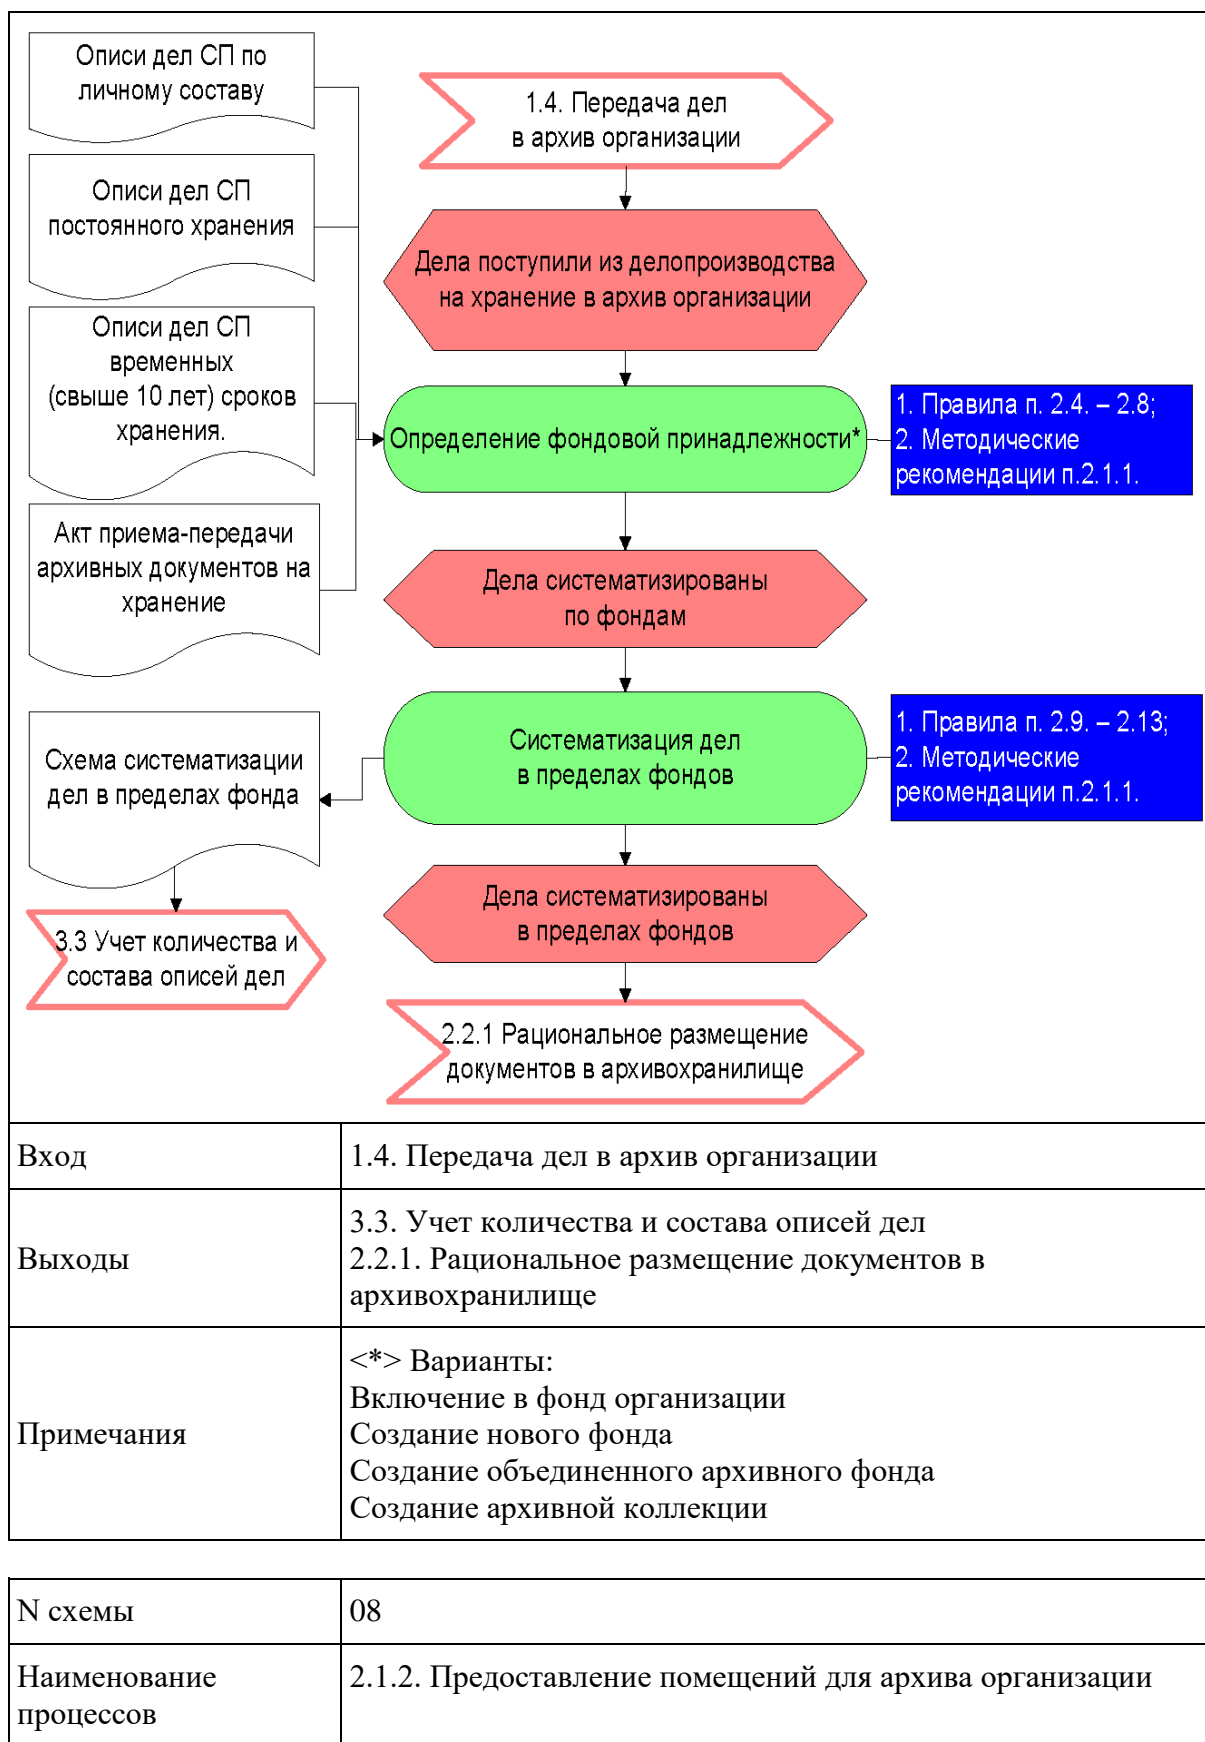 Описи дел СП по
личному составу
1.4. Передача дел
в архив организации
Описи дел СП
постоянного хранения
Дела поступили из делопроизводства
на хранение в архив организации
Описи дел СП
временных
(свыше 10 лет) сроков
хранения.
Определение фондовой принадлежности*
1. Правила п. 2.4. – 2.8;
2. Методические
рекомендации п.2.1.1.
Акт приема-передачи
архивных документов на
хранение
Дела систематизированы
по фондам
Схема систематизации
дел в пределах фонда
Систематизация дел
в пределах фондов
1. Правила п. 2.9. – 2.13;
2. Методические
рекомендации п.2.1.1.
Дела систематизированы
в пределах фондов
3.3 Учет количества и
состава описей дел
2.2.1 Рациональное размещение
документов в архивохранилище
Вход
1.4. Передача дел в архив организации
Выходы
3.3. Учет количества и состава описей дел
2.2.1. Рациональное размещение документов в
архивохранилище
Примечания
<*> Варианты:
Включение в фонд организации
Создание нового фонда
Создание объединенного архивного фонда
Создание архивной коллекции
N схемы
08
Наименование
процессов
2.1.2. Предоставление помещений для архива организации